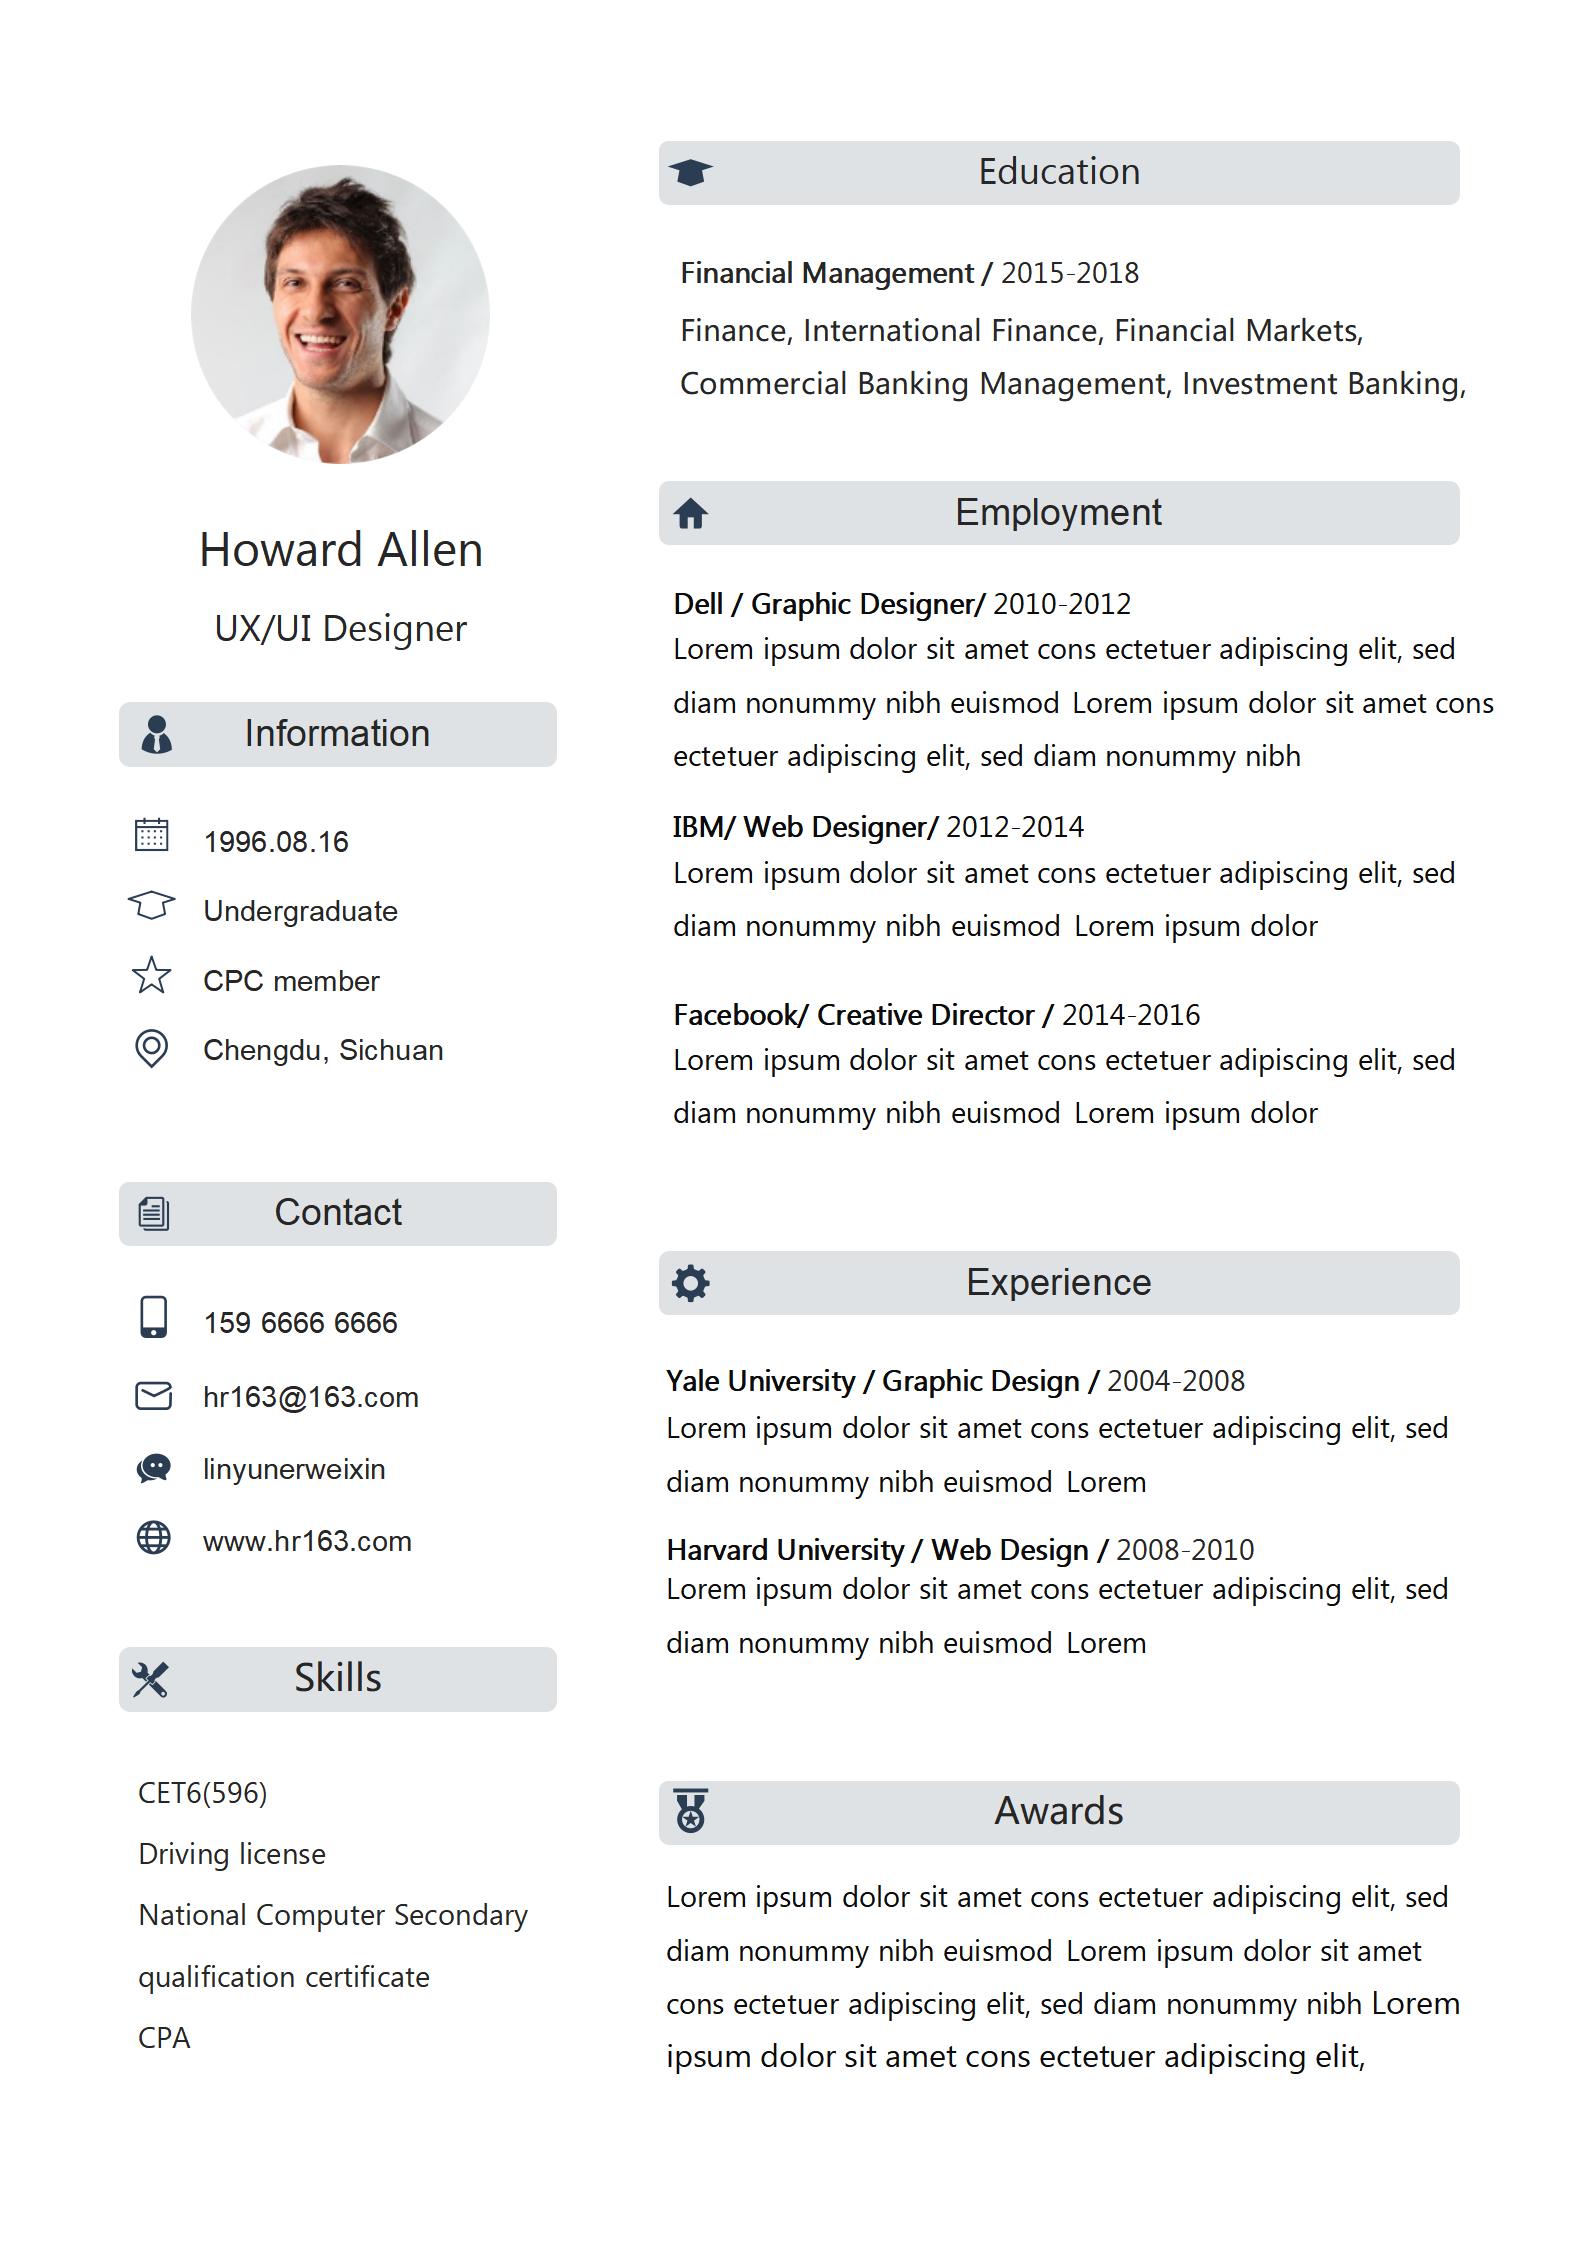 Howard Allen
UX/UI Designer
Information
1996.08.16
Undergraduate
CPC member
Chengdu, Sichuan
Contact
159 6666 6666
hr163@163.com
linyunerweixin
www.hr163.com
Skills
CET6(596)
Driving license
National Computer Secondary
qualification certificate
CPA
Education
Financial Management / 2015-2018
Finance, International Finance, Financial Markets,
Commercial Banking Management, Investment Banking,
Employment
Dell / Graphic Designer/ 2010-2012
Lorem ipsum dolor sit amet cons ectetuer adipiscing elit, sed
diam nonummy nibh euismod Lorem ipsum dolor sit amet cons
ectetuer adipiscing elit, sed diam nonummy nibh
IBM/ Web Designer/ 2012-2014
Lorem ipsum dolor sit amet cons ectetuer adipiscing elit, sed
diam nonummy nibh euismod Lorem ipsum dolor
Facebook/ Creative Director / 2014-2016
Lorem ipsum dolor sit amet cons ectetuer adipiscing elit, sed
diam nonummy nibh euismod Lorem ipsum dolor
Experience
Yale University / Graphic Design / 2004-2008
Lorem ipsum dolor sit amet cons ectetuer adipiscing elit, sed
diam nonummy nibh euismod Lorem
Harvard University / Web Design / 2008-2010
Lorem ipsum dolor sit amet cons ectetuer adipiscing elit, sed
diam nonummy nibh euismod Lorem
Awards
Lorem ipsum dolor sit amet cons ectetuer adipiscing elit, sed
diam nonummy nibh euismod Lorem ipsum dolor sit amet
cons ectetuer adipiscing elit, sed diam nonummy nibh Lorem
ipsum dolor sit amet cons ectetuer adipiscing elit,